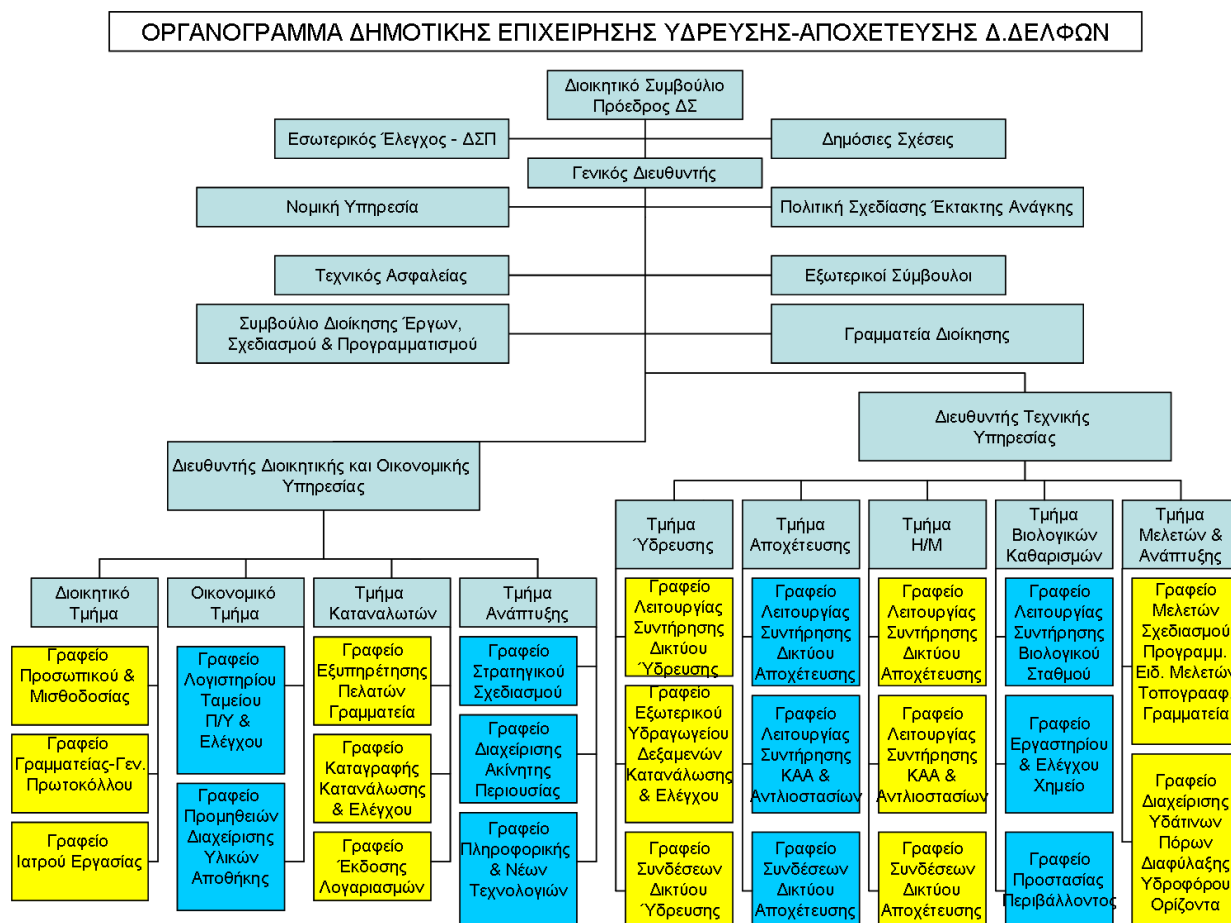 ΟΡΓΑΝΟΓΡΑΜΜΑ ΔΗΜΟΤΙΚΗΣ ΕΠΙΧΕΙΡΗΣΗΣ ΥΔΡΕΥΣΗΣ-ΑΠΟΧΕΤΕΥΣΗΣ Δ.ΔΕΛΦΩΝ
Διοικητικό Συμβούλιο
Πρόεδρος ΔΣ
Εσωτερικός Έλεγχος - ΔΣΠ
Δημόσιες Σχέσεις
Γενικός Διευθυντής
Νομική Υπηρεσία
Πολιτική Σχεδίασης Έκτακτης Ανάγκης
Τεχνικός Ασφαλείας
Εξωτερικοί Σύμβουλοι
Συμβούλιο Διοίκησης Έργων,
Σχεδιασμού & Προγραμματισμού
Γραμματεία Διοίκησης
Διευθυντής Τεχνικής
Υπηρεσίας
Διευθυντής Διοικητικής και Οικονομικής
Υπηρεσίας
Διοικητικό
Τμήμα
Γραφείο
Προσωπικού &
Μισθοδοσίας
Γραφείο
Γραμματείας-Γεν.
Πρωτοκόλλου
Γραφείο
Ιατρού Εργασίας
Οικονομικό
Τμήμα
Γραφείο
Λογιστηρίου
Ταμείου
Π/Υ &
Ελέγχου
Γραφείο
Προμηθειών
Διαχείρισης
Υλικών
Αποθήκης
Τμήμα
Καταναλωτών
Γραφείο
Εξυπηρέτησης
Πελατών
Γραμματεία
Γραφείο
Καταγραφής
Κατανάλωσης
& Ελέγχου
Γραφείο
Έκδοσης
Λογαριασμών
Τμήμα
Ανάπτυξης
Γραφείο
Στρατηγικού
Σχεδιασμού
Γραφείο
Διαχείρισης
Ακίνητης
Περιουσίας
Γραφείο
Πληροφορικής
& Νέων
Τεχνολογιών
Τμήμα
Ύδρευσης
Γραφείο
Λειτουργίας
Συντήρησης
Δικτύου
Ύδρευσης
Γραφείο
Εξωτερικού
Υδραγωγείου
Δεξαμενών
Κατανάλωσης
& Ελέγχου
Γραφείο
Συνδέσεων
Δικτύου
Ύδρευσης
Τμήμα
Αποχέτευσης
Γραφείο
Λειτουργίας
Συντήρησης
Δικτύου
Αποχέτευσης
Γραφείο
Λειτουργίας
Συντήρησης
ΚΑΑ &
Αντλιοστασίων
Γραφείο
Συνδέσεων
Δικτύου
Αποχέτευσης
Τμήμα
Η/Μ
Γραφείο
Λειτουργίας
Συντήρησης
Δικτύου
Αποχέτευσης
Γραφείο
Λειτουργίας
Συντήρησης
ΚΑΑ &
Αντλιοστασίων
Γραφείο
Συνδέσεων
Δικτύου
Αποχέτευσης
Τμήμα
Βιολογικών
Καθαρισμών
Γραφείο
Λειτουργίας
Συντήρησης
Βιολογικού
Σταθμού
Γραφείο
Εργαστηρίου
& Ελέγχου
Χημείο
Γραφείο
Προστασίας
Περιβάλλοντος
Τμήμα
Μελετών &
Ανάπτυξης
Γραφείο
Μελετών
Σχεδιασμού
Προγραμμ.
Ειδ. Μελετών
Τοπογρααφ
Γραμματεία
Γραφείο
Διαχείρισης
Υδάτινων
Πόρων
Διαφύλαξης
Υδροφόρου
Ορίζοντα